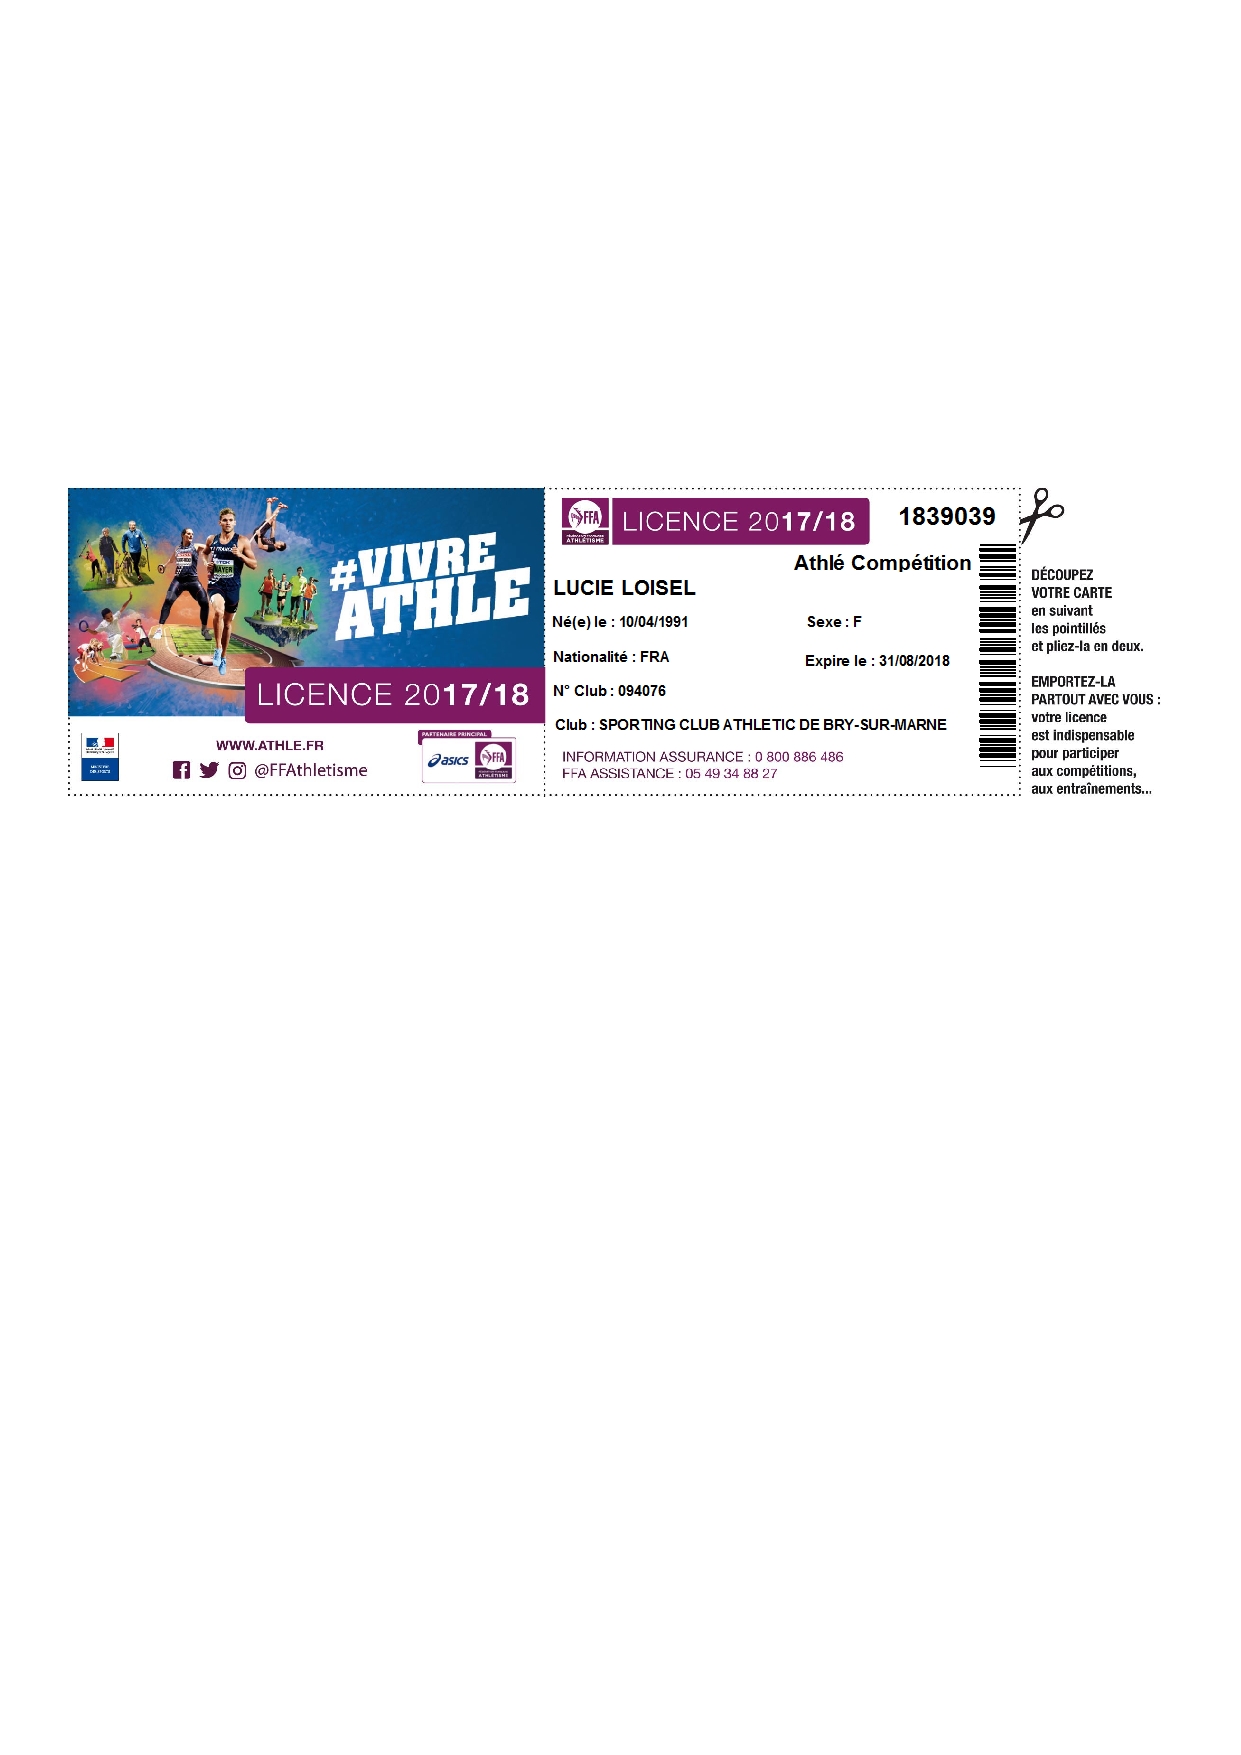 #VIVRE
ATHLE
LICENCE 2017/18
WWW.ATHLE.FR
@FFAthletisme
PARTENAIRE PRINCIPAL
asics
FFA
ATHLÉTISME
FFA
ATHLÉTISME
LICENCE 2017/18
1839039
Athlé Compétition
LUCIE LOISEL
Né(e) le : 10/04/1991
Sexe : F
Nationalité : FRA
Expire le : 31/08/2018
N° Club : 094076
Club : SPORTING CLUB ATHLETIC DE BRY-SUR-MARNE
INFORMATION ASSURANCE : 0 800 886 486
FFA ASSISTANCE : 05 49 34 88 27
DÉCOUPEZ
VOTRE CARTE
en suivant
les pointillés
et pliez-la en deux.
EMPORTEZ-LA
PARTOUT AVEC VOUS :
votre licence
est indispensable
pour participer
aux compétitions,
aux entraînements...